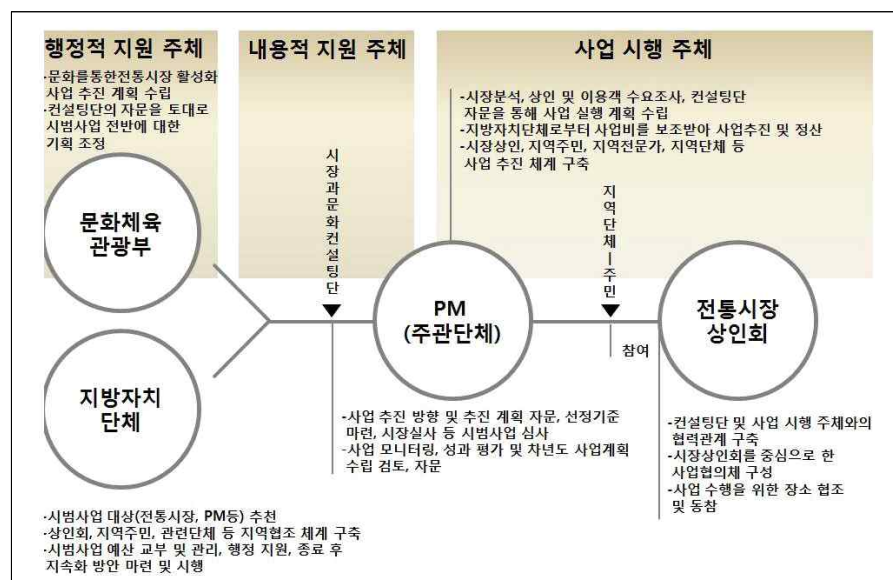 행정적 지원 주체
·문화를통한전통시장 활성화
사업 추진 계획 수립
·컨설팅단의 자문을 토대로
시범사업 전반에 대한
기획 조정
내용적 지원 주체
사업 시행 주체
·시장분석, 상인 및 이용객 수요조사, 컨설팅단
자문을 통해 사업 실행 계획 수립
·지방자치단체로부터 사업비를 보조받아 사업추진 및 정산
·시장상인, 지역주민, 지역전문가, 지역단체 등
사업 추진 체계 구축
시장과문화컨설팅단
지역단체ㅡ주민
문화체육
관광부
지방자치
단체
PM
(주관단체)
참여
전통시장
상인회
·사업 추진 방향 및 추진 계획 자문, 선정기준
마련, 시장실사 등 시범사업 심사
-사업 모니터링, 성과 평가 및 차년도 사업계획
수립 검토, 자문
·컨설팅단 및 사업 시행 주체와의
협력관계 구축
·시장상인회를 중심으로 한
사업협의체 구성
·사업 수행을 위한 장소 협조
및 동참
·시범사업 대상(전통시장, PM등) 추천
·상인회, 지역주민, 관련단체 등 지역협조 체계 구축
·시범사업 예산 교부 및 관리, 행정 지원, 종료 후
지속화 방안 마련 및 시행